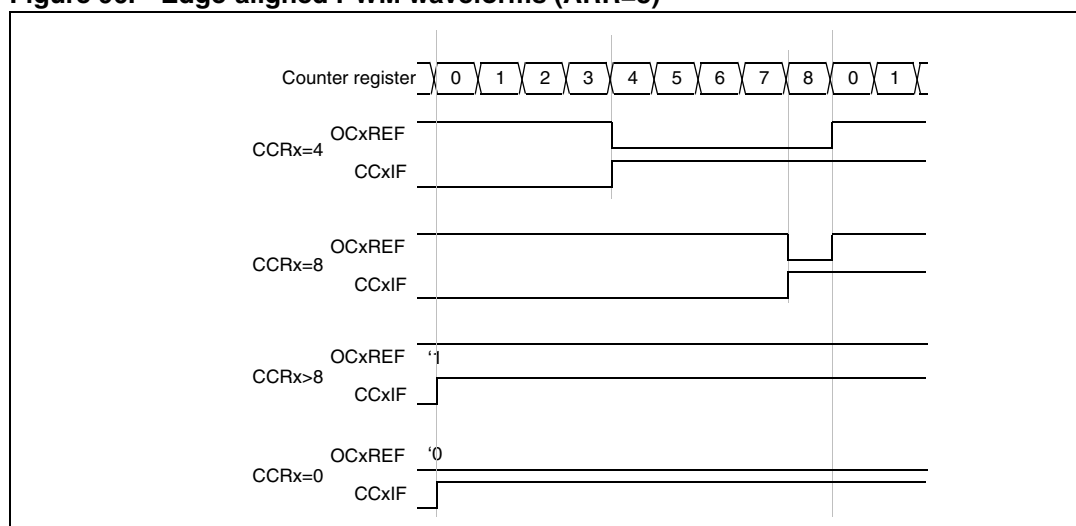 Figure 96. Edge-aligned PWM waveforms (ARR=8)
Counter register 0 1 2 3 4 5 6 7 8 0 1
OCxREF
CCRx=4
CCxIF
OCxREF
CCRx=8
CCxIF
OCxREF ‘1
CCRx>8
CCxIF
OCxREF ‘0
CCRx=0
CCxIF